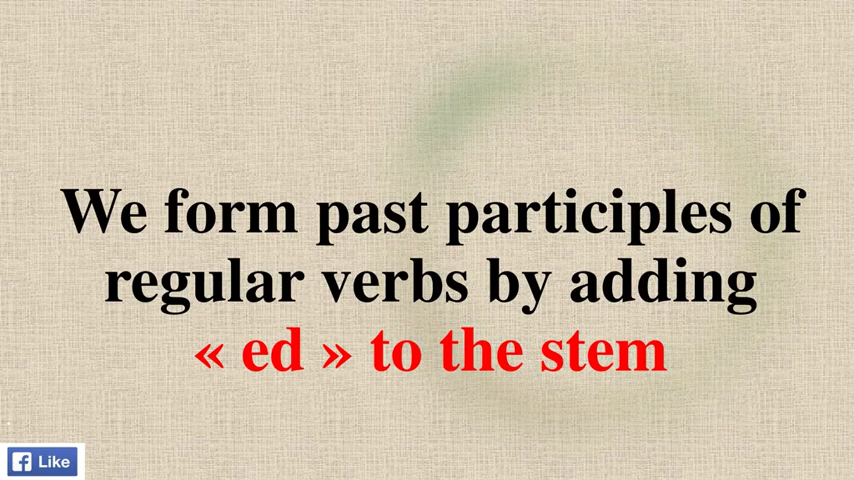 We form past participles of
regular verbs by adding
« ed » to the stem
Like